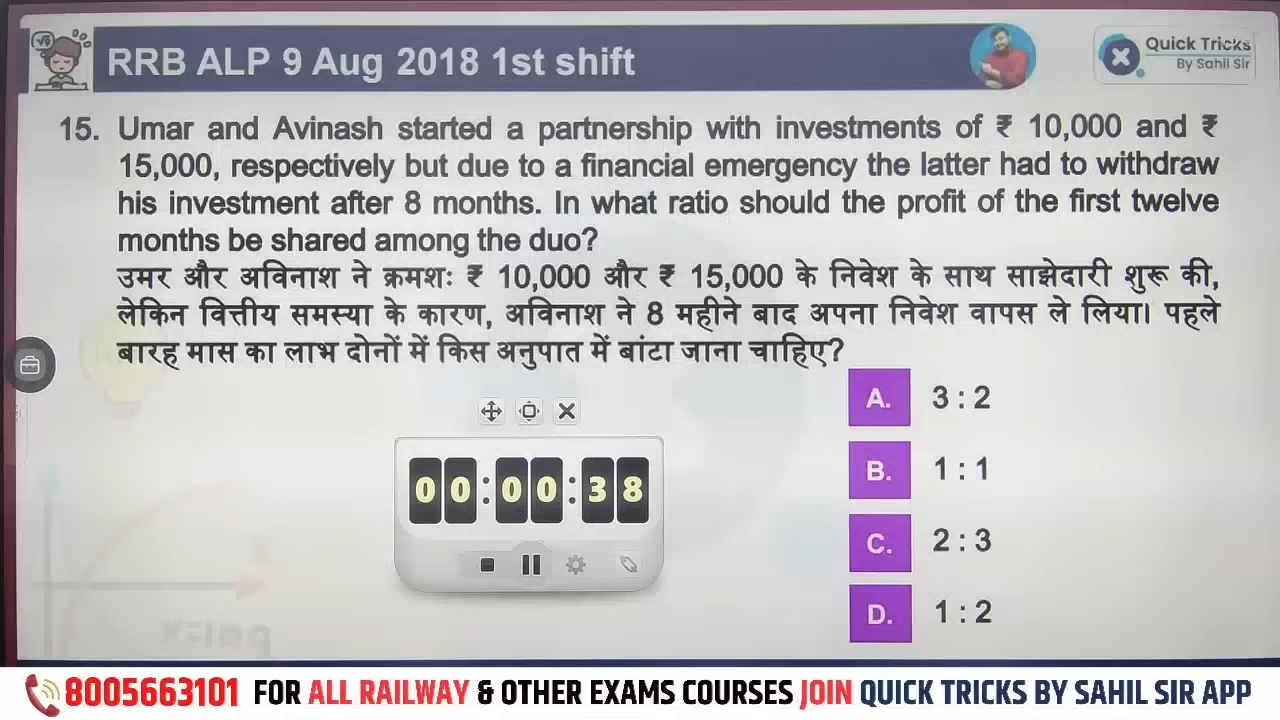 RRB ALP 9 Aug 2018 1st shift
Quick Tricks
By Sahil Sir
15. Umar and Avinash started a partnership with investments of ₹ 10,000 and ₹
15,000, respectively but due to a financial emergency the latter had to withdraw
his investment after 8 months. In what ratio should the profit of the first twelve
months be shared among the duo?
उमर और अविनाश ने क्रमशः ₹ 10,000 और ₹ 15,000 के निवेश के साथ साझेदारी शुरू की,
लेकिन वित्तीय समस्या के कारण, अविनाश ने 8 महीने बाद अपना निवेश वापस ले लिया। पहले
बारह मास का लाभ दोनों में किस अनुपात में बांटा जाना चाहिए?
A. 3 : 2
B. 1 : 1
C. 2 : 3
D. 1 : 2
00:00:38
8005663101 FOR ALL RAILWAY & OTHER EXAMS COURSES JOIN QUICK TRICKS BY SAHIL SIR APP